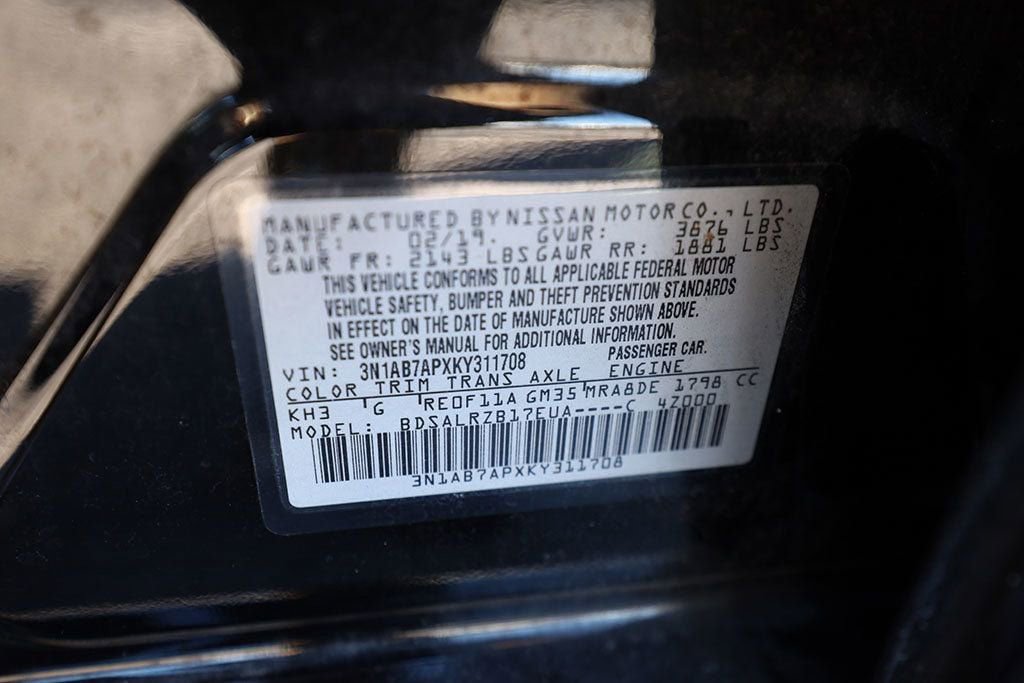 MANUFACTURED BY NISSAN MOTOR CO., LTD.
DATE: 02/19. GVWR: 3676 LBS
GAWR FR: 2143 LBS GAWR RR: 1881 LBS
THIS VEHICLE CONFORMS TO ALL APPLICABLE FEDERAL MOTOR
VEHICLE SAFETY, BUMPER AND THEFT PREVENTION STANDARDS
IN EFFECT ON THE DATE OF MANUFACTURE SHOWN ABOVE.
SEE OWNER'S MANUAL FOR ADDITIONAL INFORMATION.
VIN: 3N1AB7APXKY311708 PASSENGER CAR.
COLOR TRIM TRANS AXLE ENGINE
KH3 G RE0F11A GM35 MRA8DE 1798 CC
MODEL: BDSALRZB17EUA----C 4Z000
3N1AB7APXKY311708